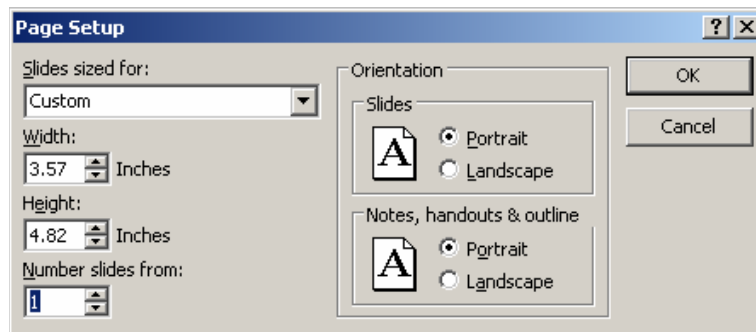 Page Setup
Slides sized for:
Custom
Width:
3.57 Inches
Height:
4.82 Inches
Number slides from:
1
Orientation
Slides
A
Portrait
Landscape
Notes, handouts & outline
A
Portrait
Landscape
OK
Cancel